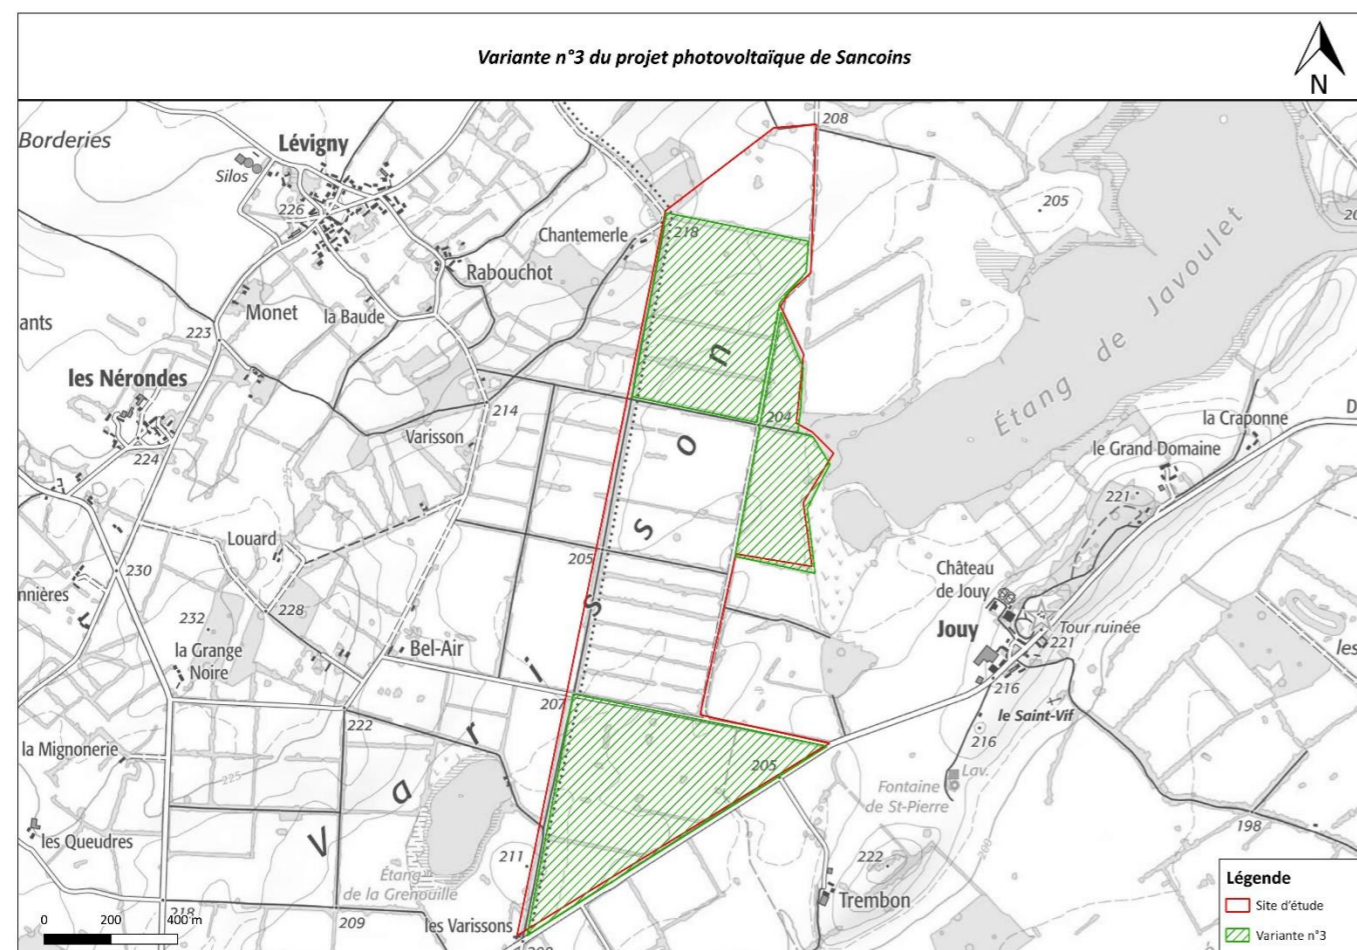 Variante n°3 du projet photovoltaïque de Sancoins
N
208
Borderies
Lévigny
Silos
226
205
Chantemerle
218
Rabouchot
Étang de Javoulet
ants
Monet
la Baude
223
n
les Nérondes
214
204
la Craponne
D
Varisson
o
le Grand Domaine
224
221
Louard
s
205
Château
de Jouy
230
nnières
228
s
232
Jouy
Tour ruinée
221
la Grange
Noire
Bel-Air
i
les
216
207
le Saint-Vif
222
r
216
la Mignonerie
225
205
Lav.
a
Fontaine
de St-Pierre
V
198
les Queudres
211
222
200
Étang
de la Grenouille
Trembon
218
209
les Varissons
0 200 400 m
Légende
Site d'étude
Variante n°3